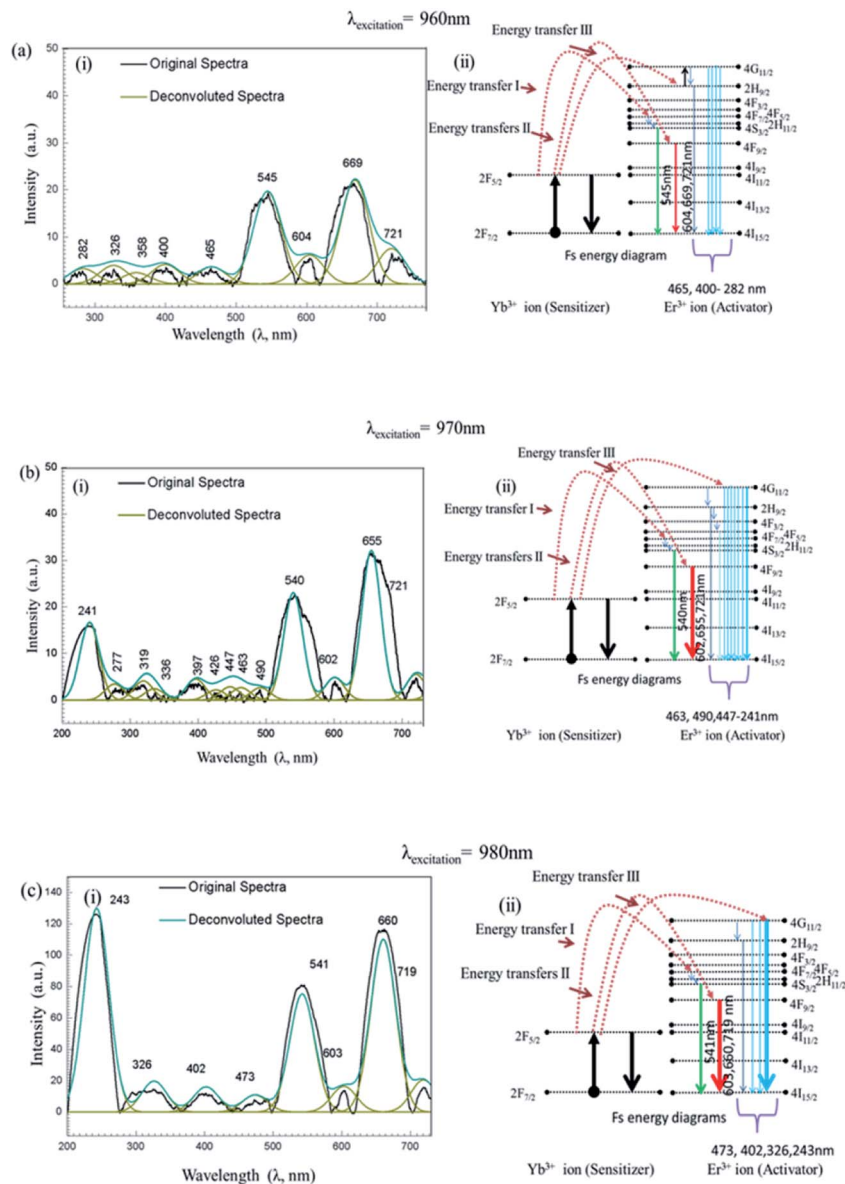 λexcitation= 960nm
(a)
(i)
Original Spectra
Deconvoluted Spectra
50
40
30
20
10
0
Intensity (a.u.)
282
326
358
400
465
545
604
669
721
300
400
500
600
700
Wavelength (λ, nm)
(ii)
Energy transfer III
Energy transfer I
Energy transfers II
4G11/2
2H9/2
4F3/2
4F7/2 4F5/2
4S3/2 2H11/2
4F9/2
4I9/2
4I11/2
4I13/2
4I15/2
2F5/2
2F7/2
545nm
604,669,721nm
Fs energy diagram
465, 400- 282 nm
Yb3+ ion (Sensitizer)
Er3+ ion (Activator)
λexcitation= 970nm
(b)
(i)
Original Spectra
Deconvoluted Spectra
50
40
30
20
10
0
Intensity (a.u.)
241
277
319
336
397
426
447
463
490
540
602
655
721
200
300
400
500
600
700
Wavelength (λ, nm)
(ii)
Energy transfer III
Energy transfer I
Energy transfers II
4G11/2
2H9/2
4F3/2
4F7/2 4F5/2
4S3/2 2H11/2
4F9/2
4I9/2
4I11/2
4I13/2
4I15/2
2F5/2
2F7/2
540nm
602,655,721nm
Fs energy diagrams
463, 490,447-241nm
Yb3+ ion (Sensitizer)
Er3+ ion (Activator)
λexcitation= 980nm
(c)
(i)
Original Spectra
Deconvoluted Spectra
140
120
100
80
60
40
20
0
Intensity (a.u.)
243
326
402
473
541
603
660
719
200
300
400
500
600
700
Wavelength (λ, nm)
(ii)
Energy transfer III
Energy transfer I
Energy transfers II
4G11/2
2H9/2
4F3/2
4F7/2 4F5/2
4S3/2 2H11/2
4F9/2
4I9/2
4I11/2
4I13/2
4I15/2
2F5/2
2F7/2
541nm
603,660,719 nm
Fs energy diagrams
473, 402,326,243nm
Yb3+ ion (Sensitizer)
Er3+ ion (Activator)